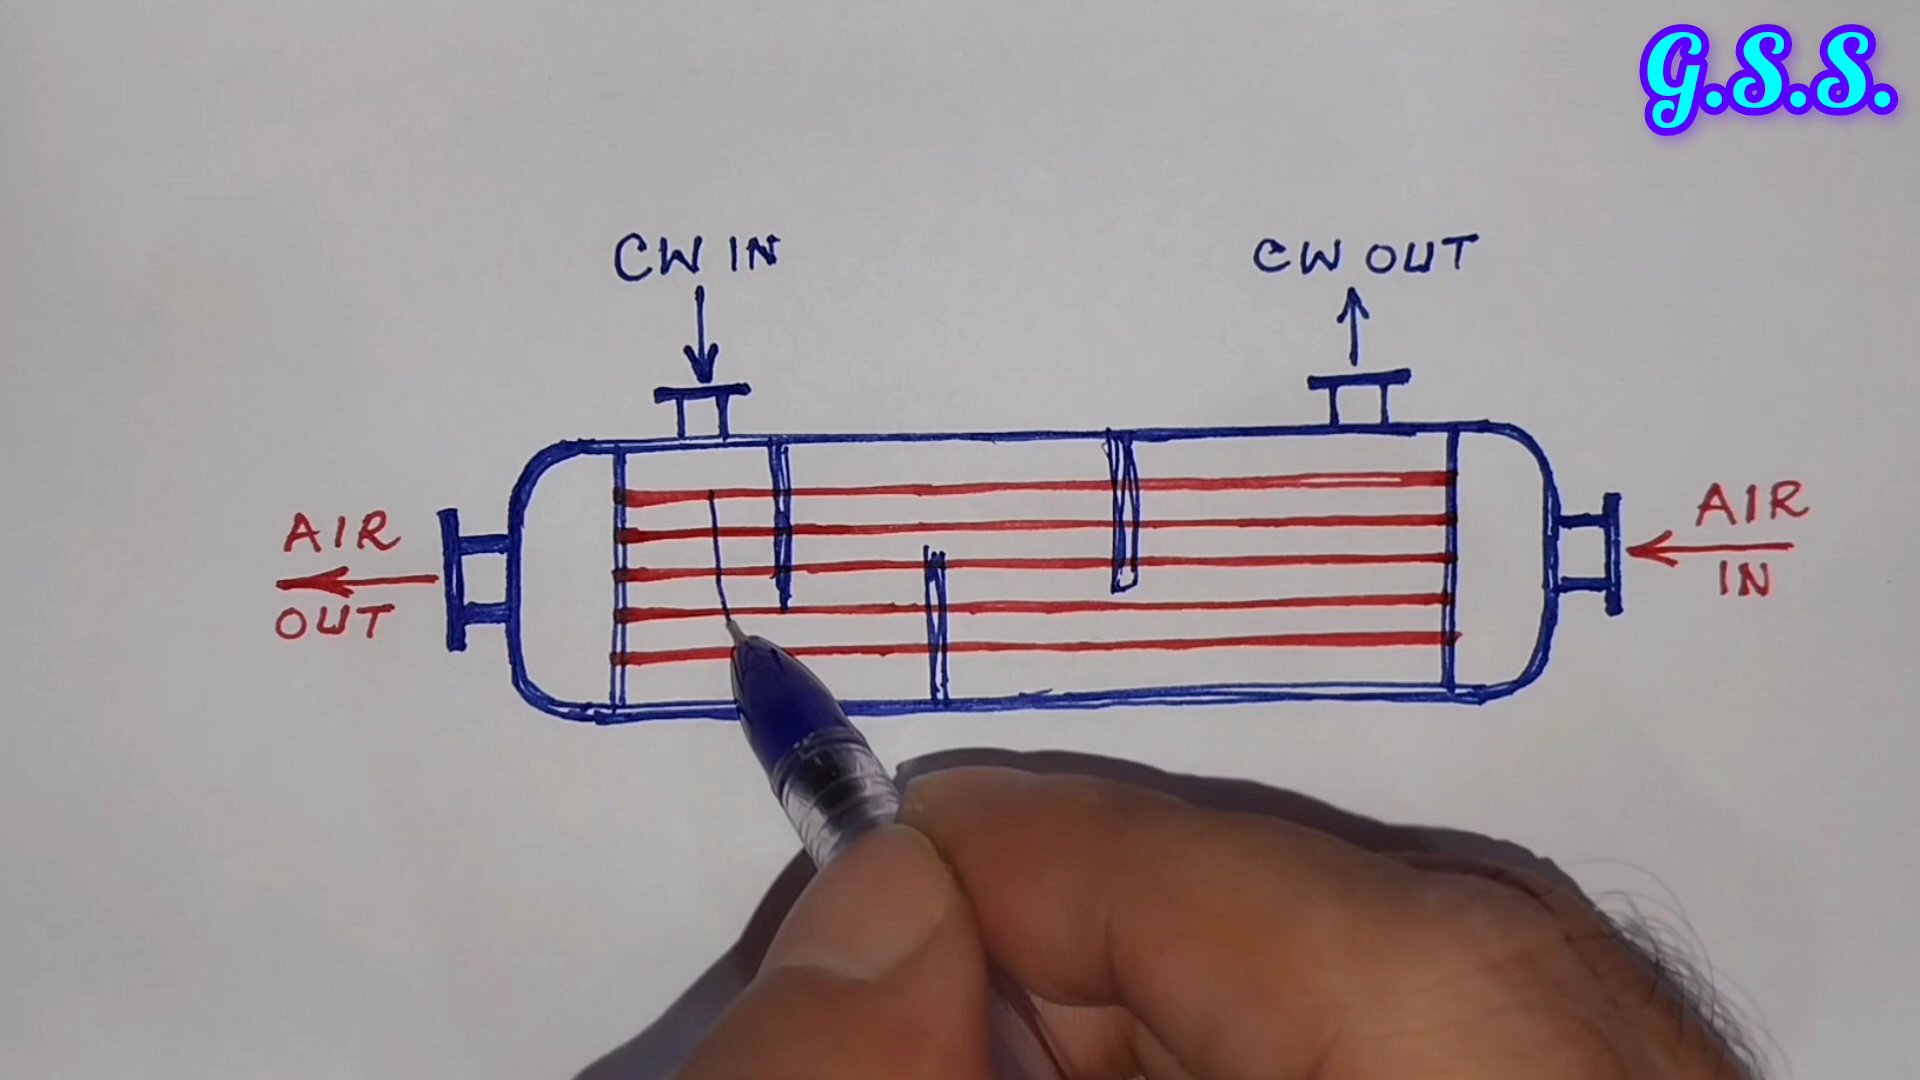 G.S.S.
CW IN
CW OUT
AIR
OUT
AIR
IN